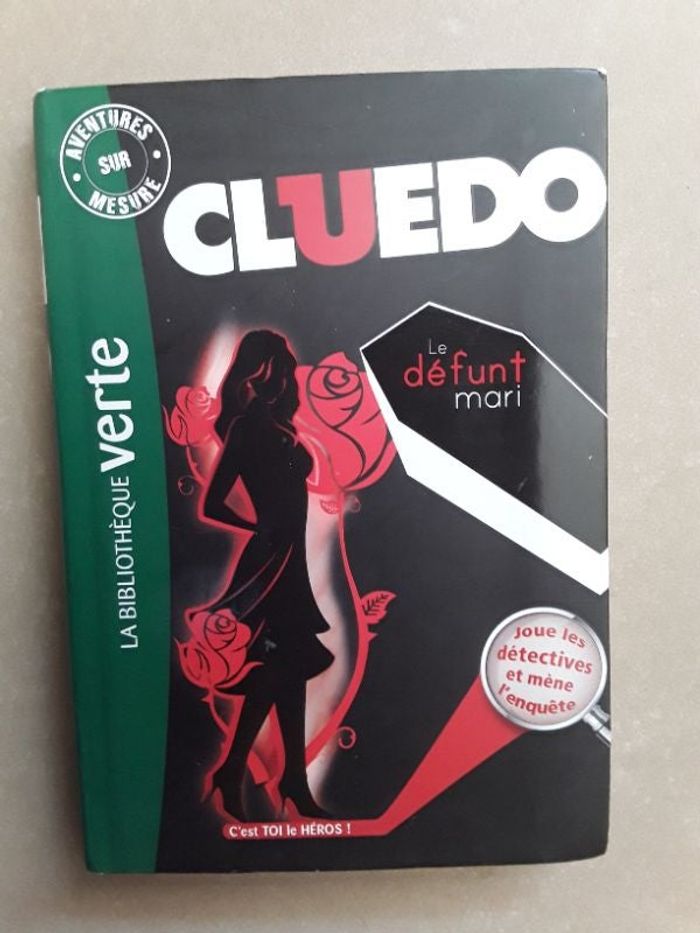 AVENTURES
SUR
MESURE
CLUEDO
Le
défunt
mari
LA BIBLIOTHÈQUE verte
Joue les
détectives
et mène
l'enquête
C'est TOI le HÉROS !